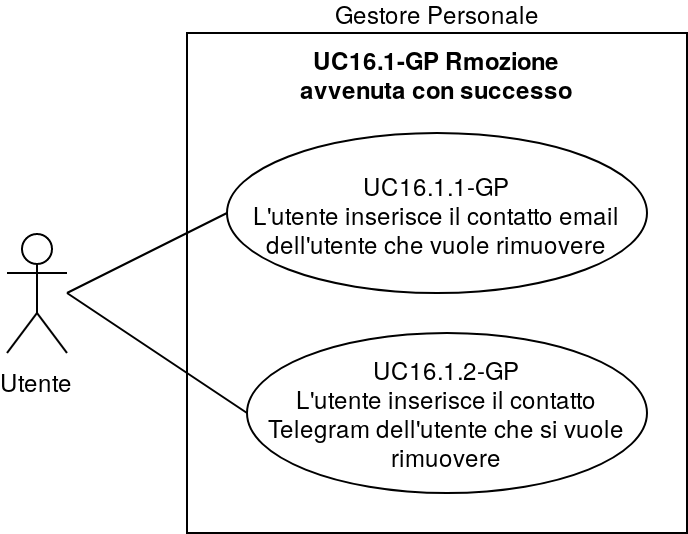 Gestore Personale
UC16.1-GP Rmozione
avvenuta con successo
UC16.1.1-GP
L'utente inserisce il contatto email
dell'utente che vuole rimuovere
Utente
UC16.1.2-GP
L'utente inserisce il contatto
Telegram dell'utente che si vuole
rimuovere